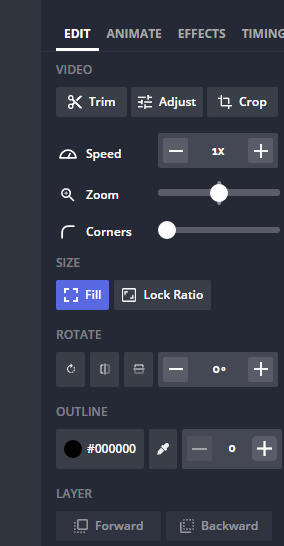 EDIT ANIMATE EFFECTS TIMING
VIDEO
Trim Adjust Crop
Speed 1X
Zoom
Corners
SIZE
Fill Lock Ratio
ROTATE
0°
OUTLINE
#000000 0
LAYER
Forward Backward